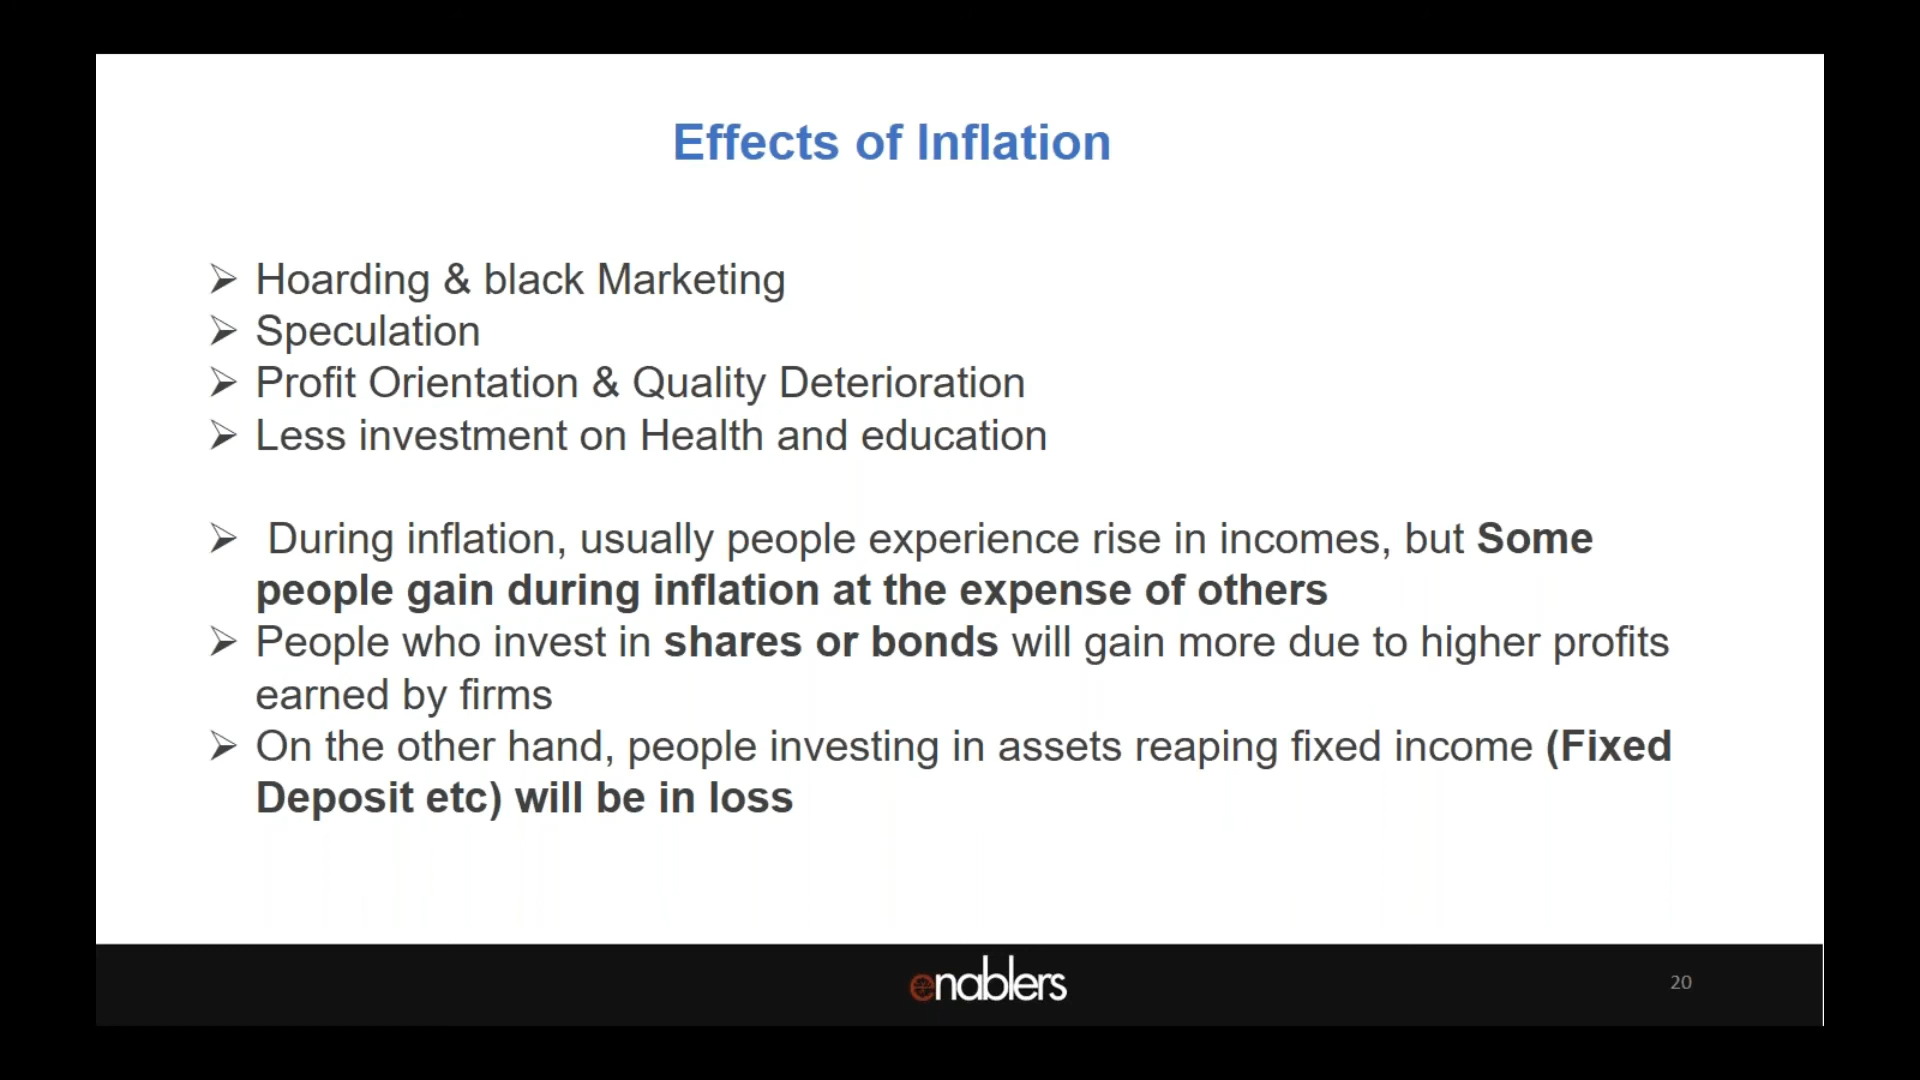 Effects of Inflation
➢ Hoarding & black Marketing
➢ Speculation
➢ Profit Orientation & Quality Deterioration
➢ Less investment on Health and education
➢ During inflation, usually people experience rise in incomes, but Some
people gain during inflation at the expense of others
➢ People who invest in shares or bonds will gain more due to higher profits
earned by firms
➢ On the other hand, people investing in assets reaping fixed income (Fixed
Deposit etc) will be in loss
enablers
20